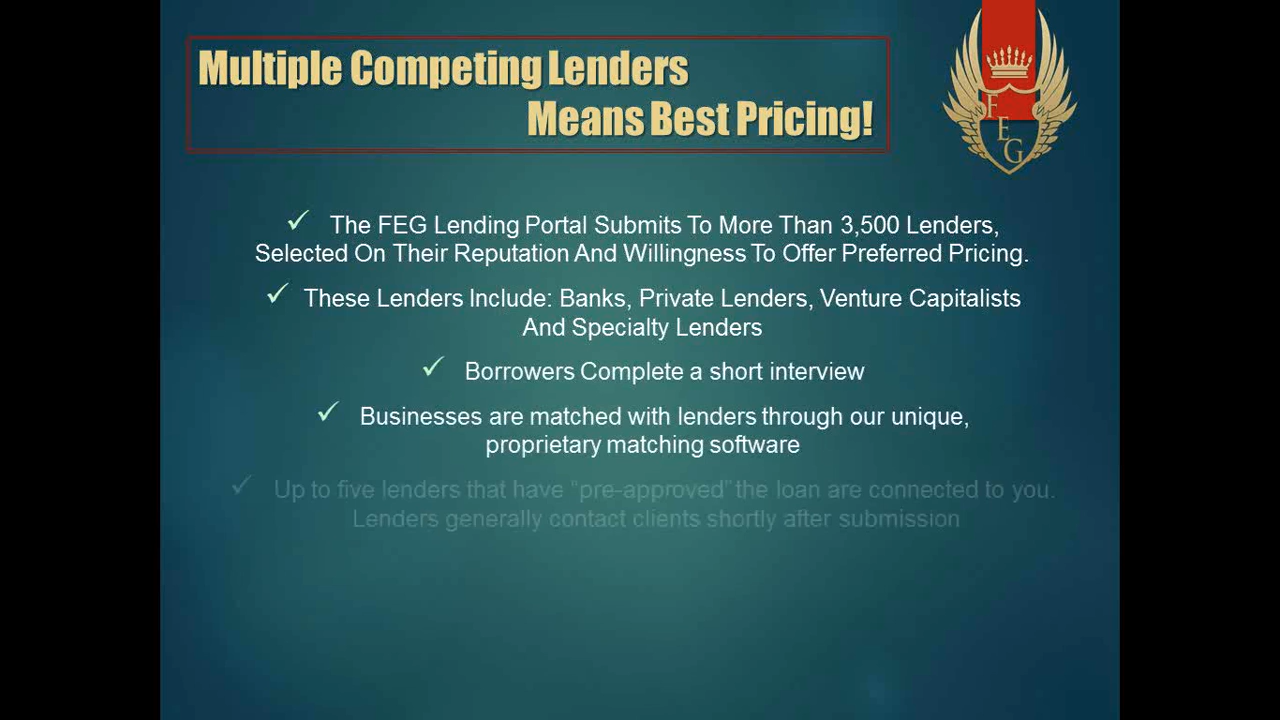 Multiple Competing Lenders
Means Best Pricing!
F
E
G
✓ The FEG Lending Portal Submits To More Than 3,500 Lenders,
Selected On Their Reputation And Willingness To Offer Preferred Pricing.
✓ These Lenders Include: Banks, Private Lenders, Venture Capitalists
And Specialty Lenders
✓ Borrowers Complete a short interview
✓ Businesses are matched with lenders through our unique,
proprietary matching software
✓ Up to five lenders that have “pre-approved” the loan are connected to you.
Lenders generally contact clients shortly after submission